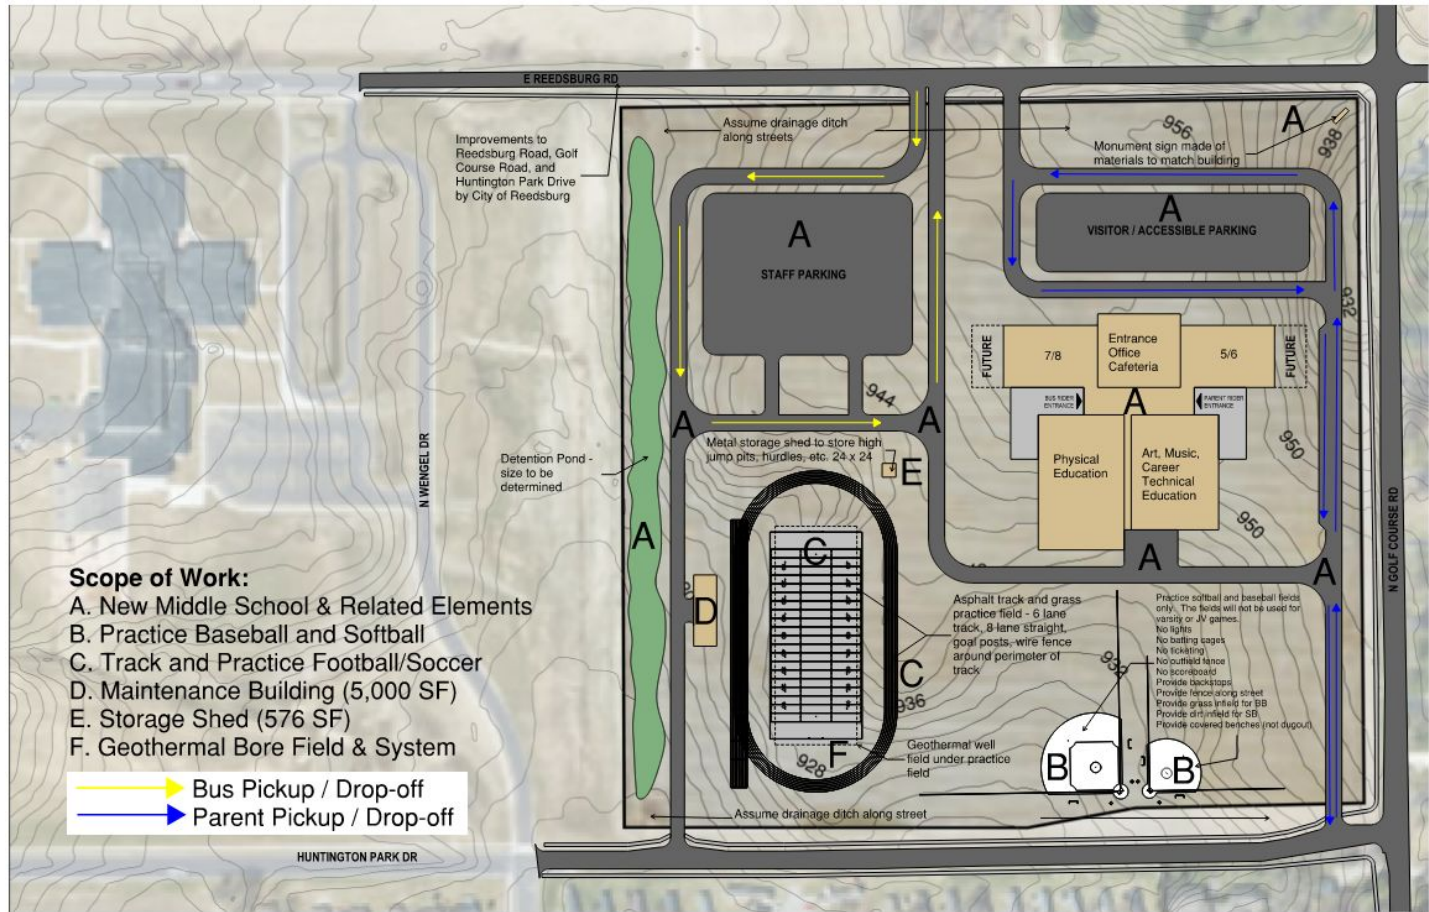 E REEDSBURG RD
Improvements to
Reedsburg Road, Golf
Course Road, and
Huntington Park Drive
by City of Reedsburg
Assume drainage ditch
along streets
956
A
938
Monument sign made of
materials to match building
A
STAFF PARKING
A
VISITOR / ACCESSIBLE PARKING
932
FUTURE
7/8
Entrance
Office
Cafeteria
5/6
FUTURE
BUS RIDER
ENTRANCE
A
PARENT RIDER
ENTRANCE
944
A
A
Metal storage shed to store high
jump pits, hurdles, etc. 24 x 24
E
Detention Pond -
size to be
determined
N WENGEL DR
Physical
Education
Art, Music,
Career
Technical
Education
950
950
N GOLF COURSE RD
A
C
A
A
D
Asphalt track and grass
practice field - 6 lane
track, 8 lane straight,
goal posts, wire fence
around perimeter of
track
C
936
Practice softball and baseball fields
only. The fields will not be used for
varsity or JV games.
No lights
No batting cages
No ticketing
No outfield fence
No scoreboard
Provide backstops
Provide fence along street
Provide grass infield for BB
Provide dirt infield for SB
Provide covered benches (not dugout)
F
928
Geothermal well
field under practice
field
B
B
Assume drainage ditch along street
Scope of Work:
A. New Middle School & Related Elements
B. Practice Baseball and Softball
C. Track and Practice Football/Soccer
D. Maintenance Building (5,000 SF)
E. Storage Shed (576 SF)
F. Geothermal Bore Field & System
Bus Pickup / Drop-off
Parent Pickup / Drop-off
HUNTINGTON PARK DR